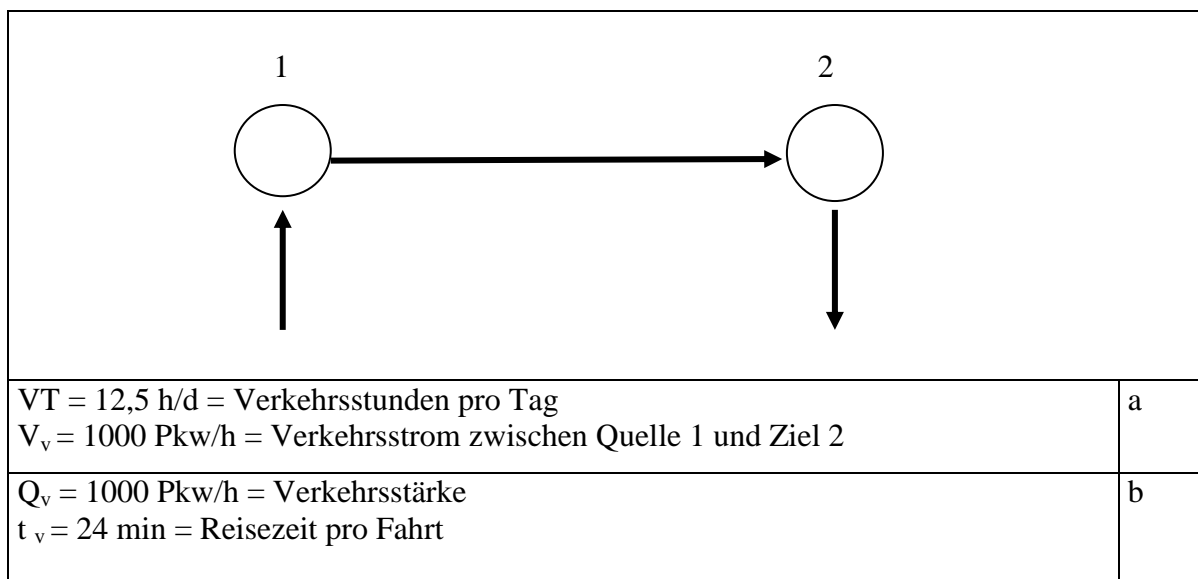 1 2
VT = 12,5 h/d = Verkehrsstunden pro Tag a
Vᵥ = 1000 Pkw/h = Verkehrsstrom zwischen Quelle 1 und Ziel 2
Qᵥ = 1000 Pkw/h = Verkehrsstärke b
t ᵥ = 24 min = Reisezeit pro Fahrt